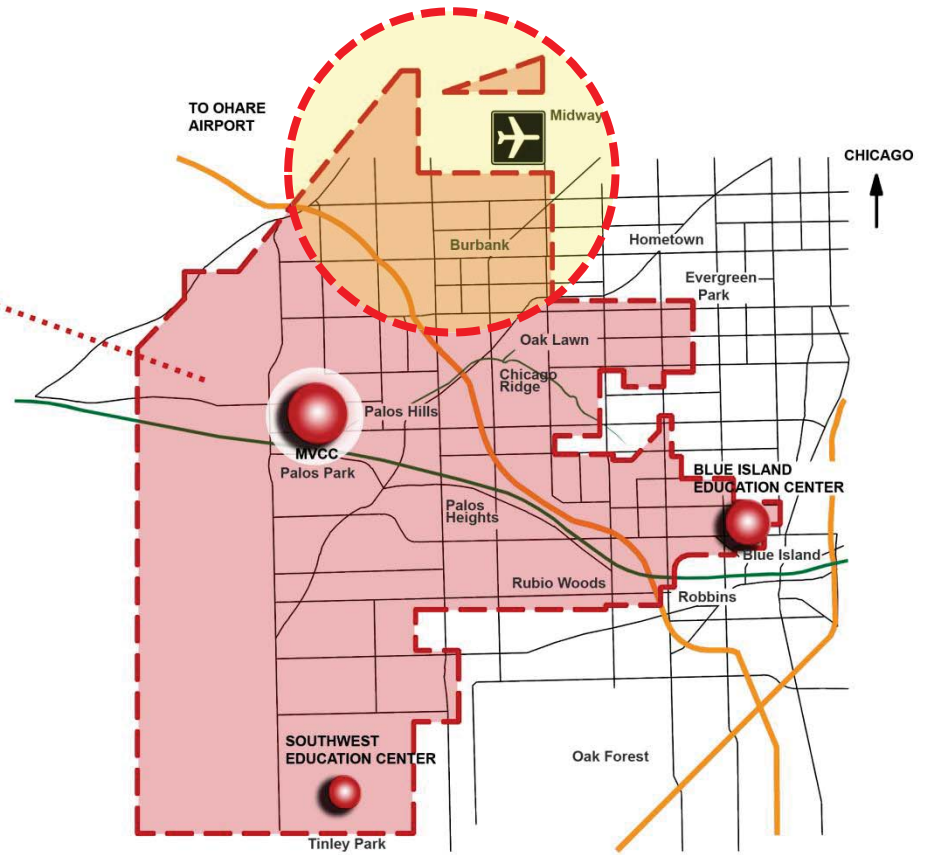 TO OHARE
AIRPORT
Midway
CHICAGO
Burbank
Hometown
Evergreen
Park
Oak Lawn
Chicago
Ridge
Palos Hills
MVCC
Palos Park
BLUE ISLAND
EDUCATION CENTER
Palos
Heights
Blue Island
Rubio Woods
Robbins
SOUTHWEST
EDUCATION CENTER
Oak Forest
Tinley Park